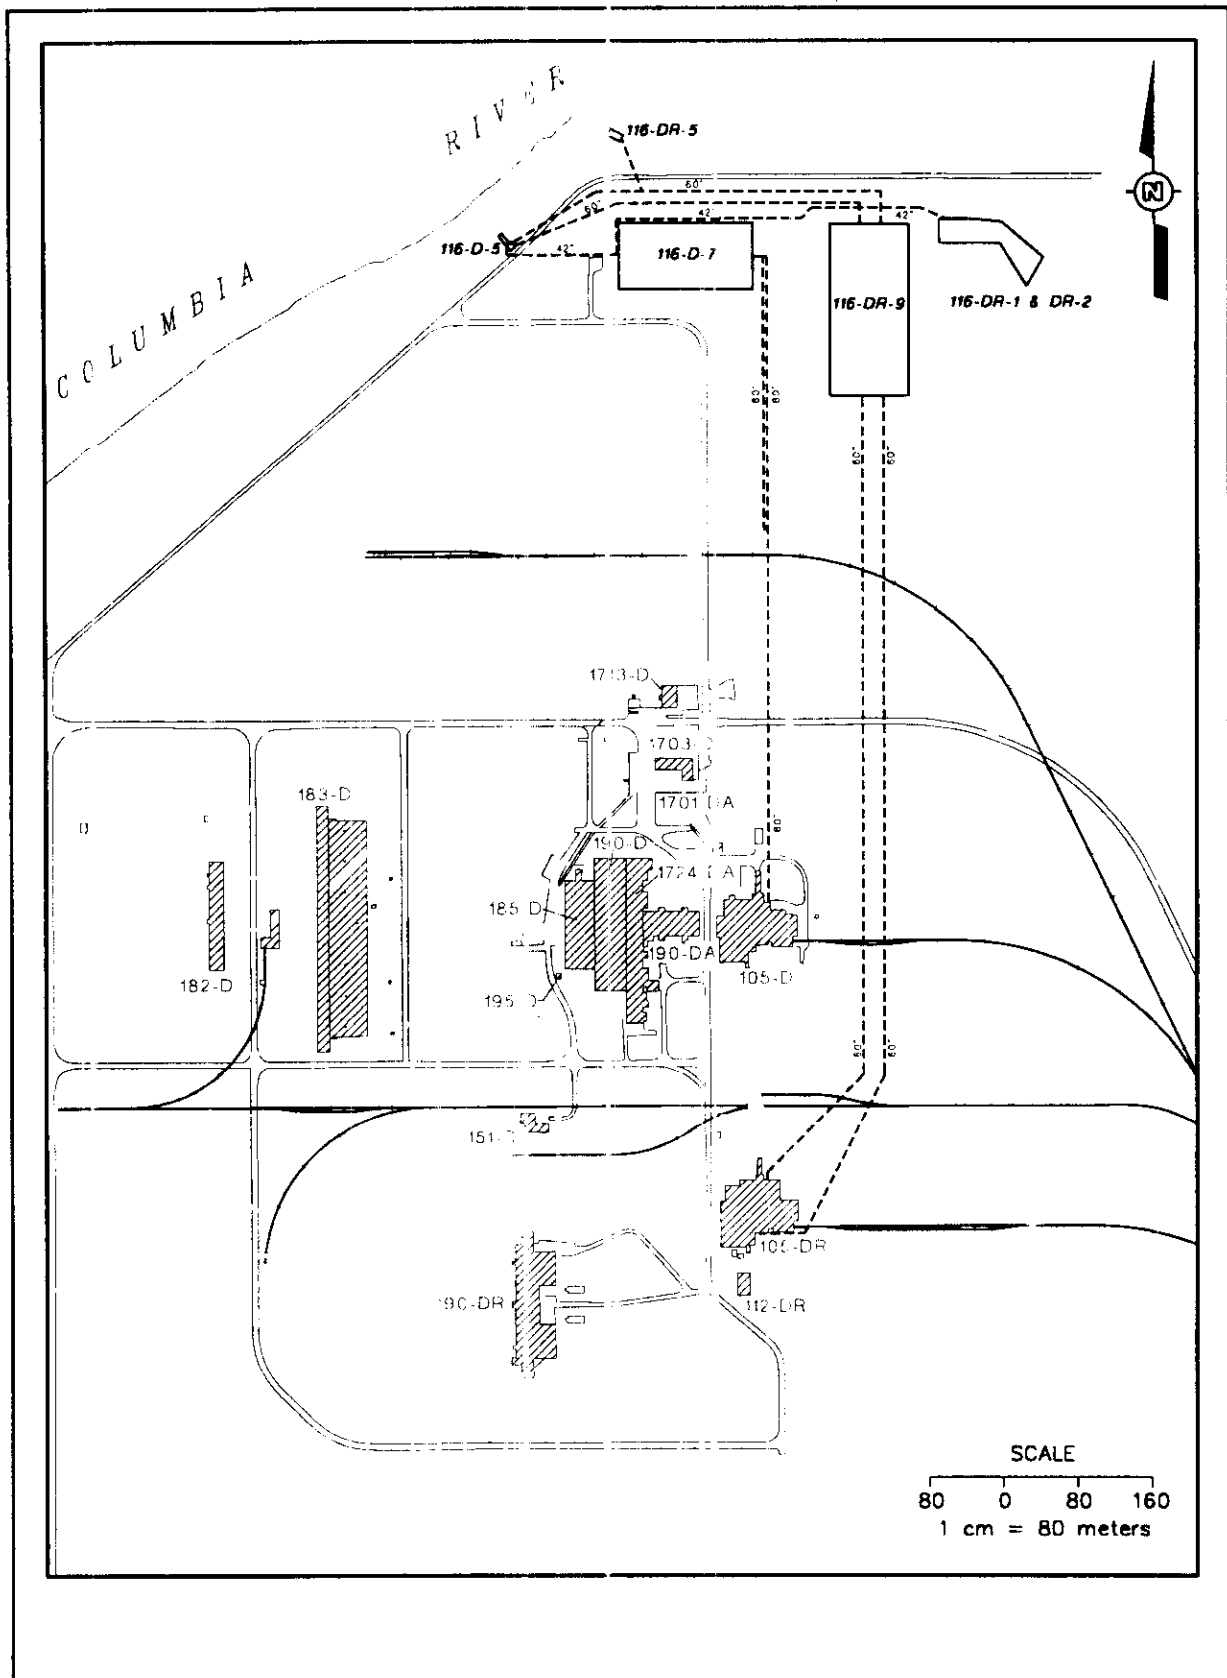 COLUMBIA RIVER
116-DR-5
N
60"
60"
42"
42"
116-D-5
42"
116-D-7
116-DR-9
116-DR-1 & DR-2
60"
60"
60"
1713-D
1703-D
1701-DA
183-D
190-D
60"
1724-DA
185-D
190-DA
105-D
182-D
195-D
60"
60"
151-D
105-DR
190-DR
112-DR
SCALE
80 0 80 160
1 cm = 80 meters